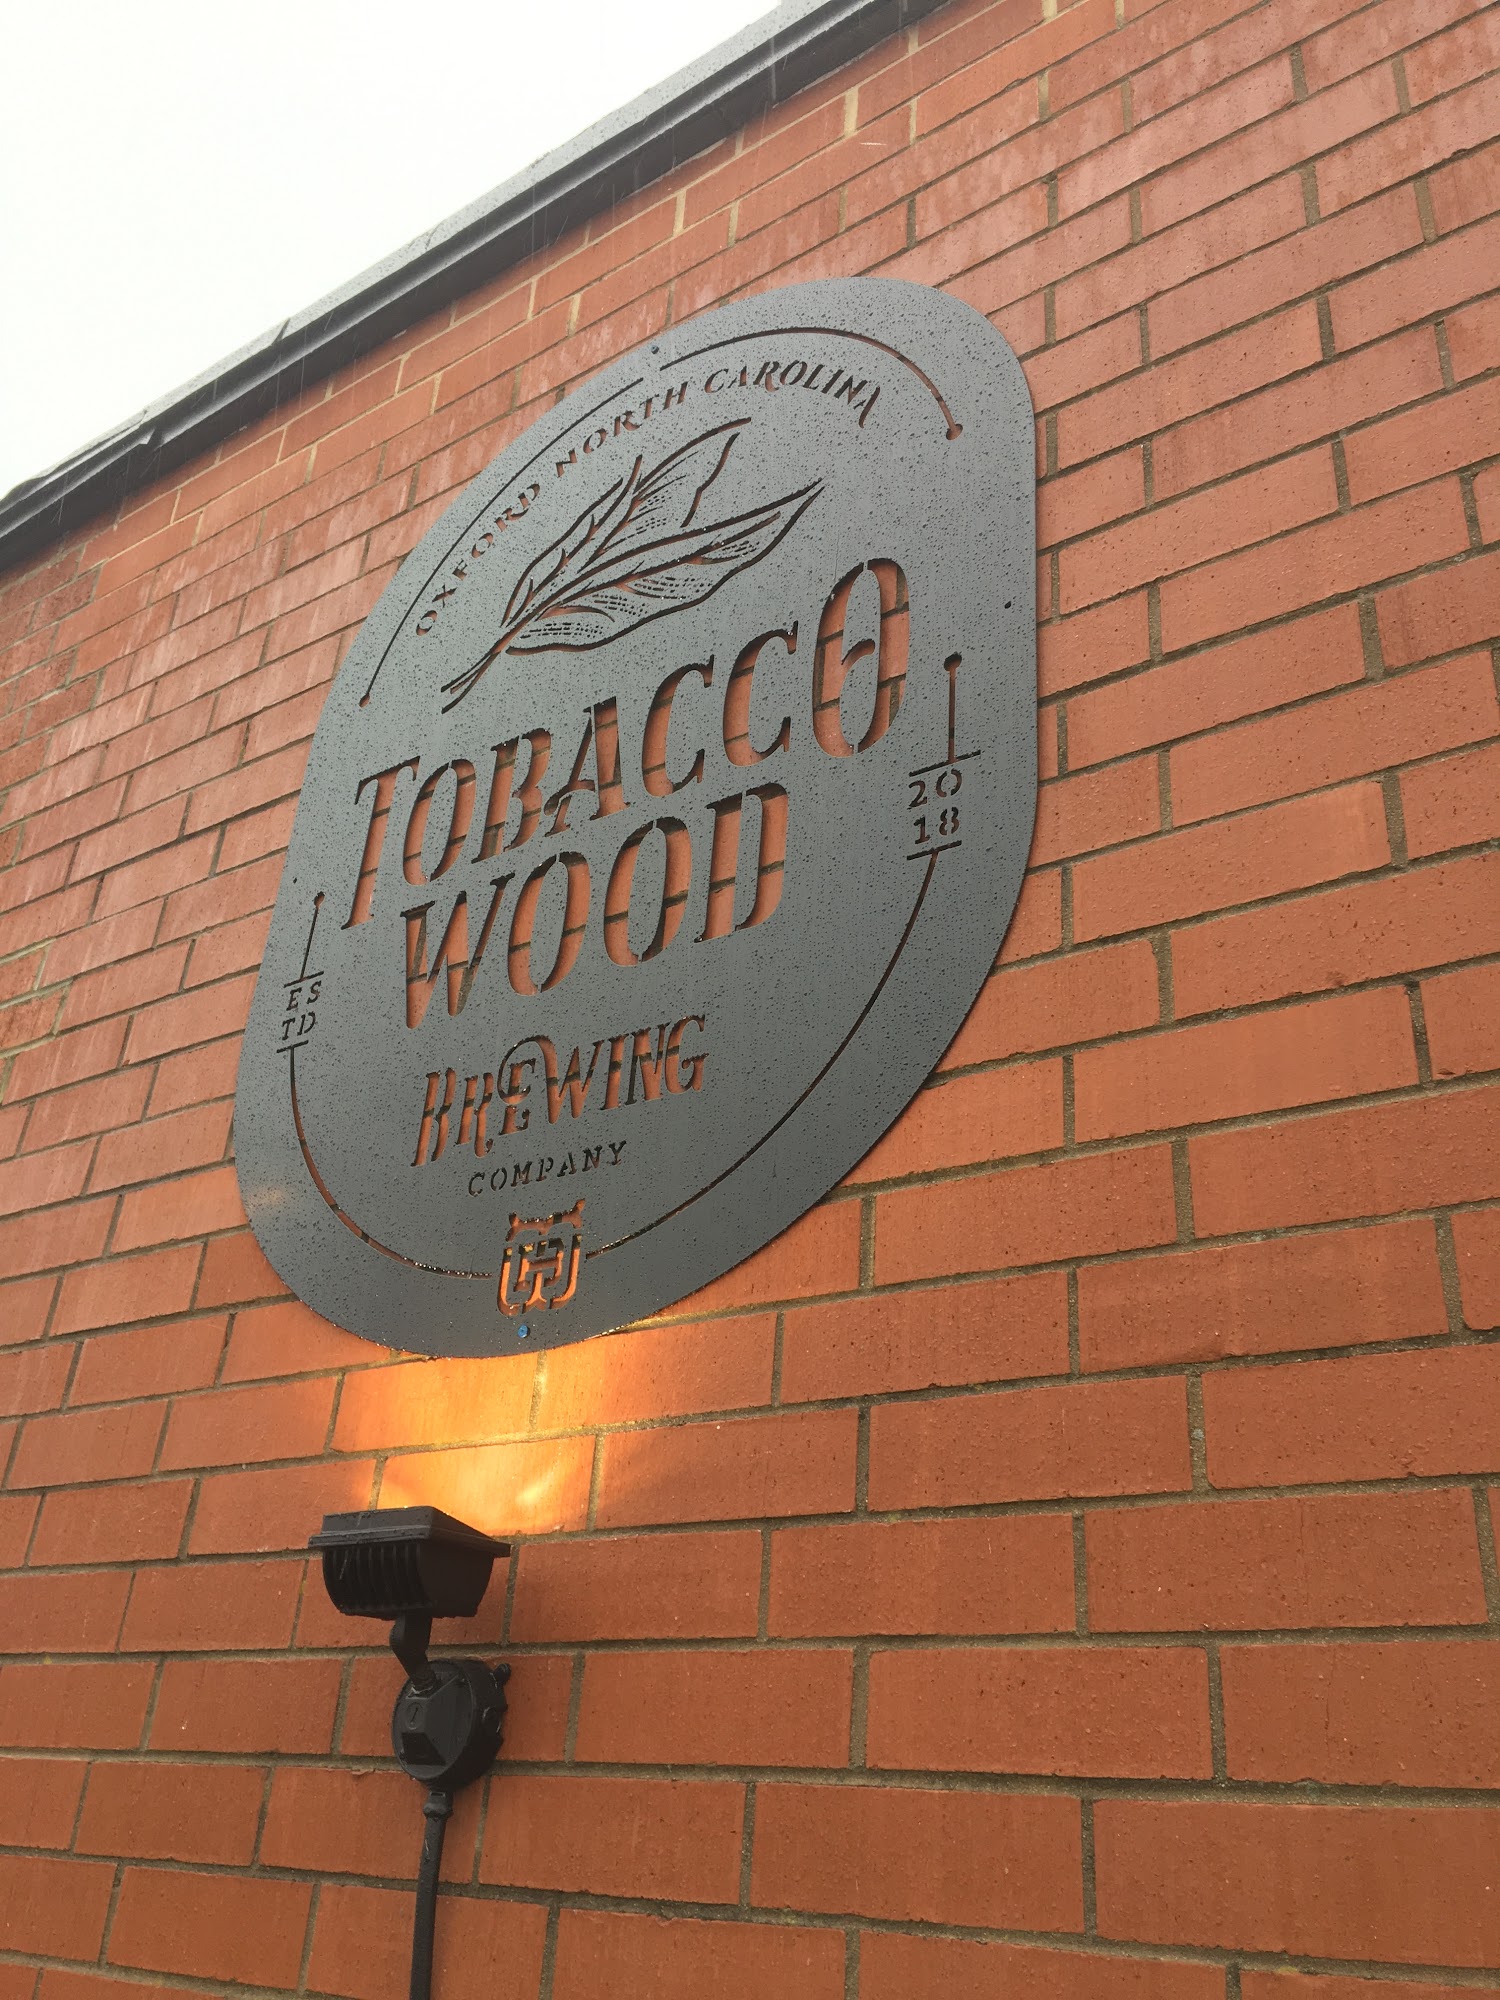 OXFORD NORTH CAROLINA
TOBACCO
WOOD
ES
TD
20
18
BREWING
COMPANY